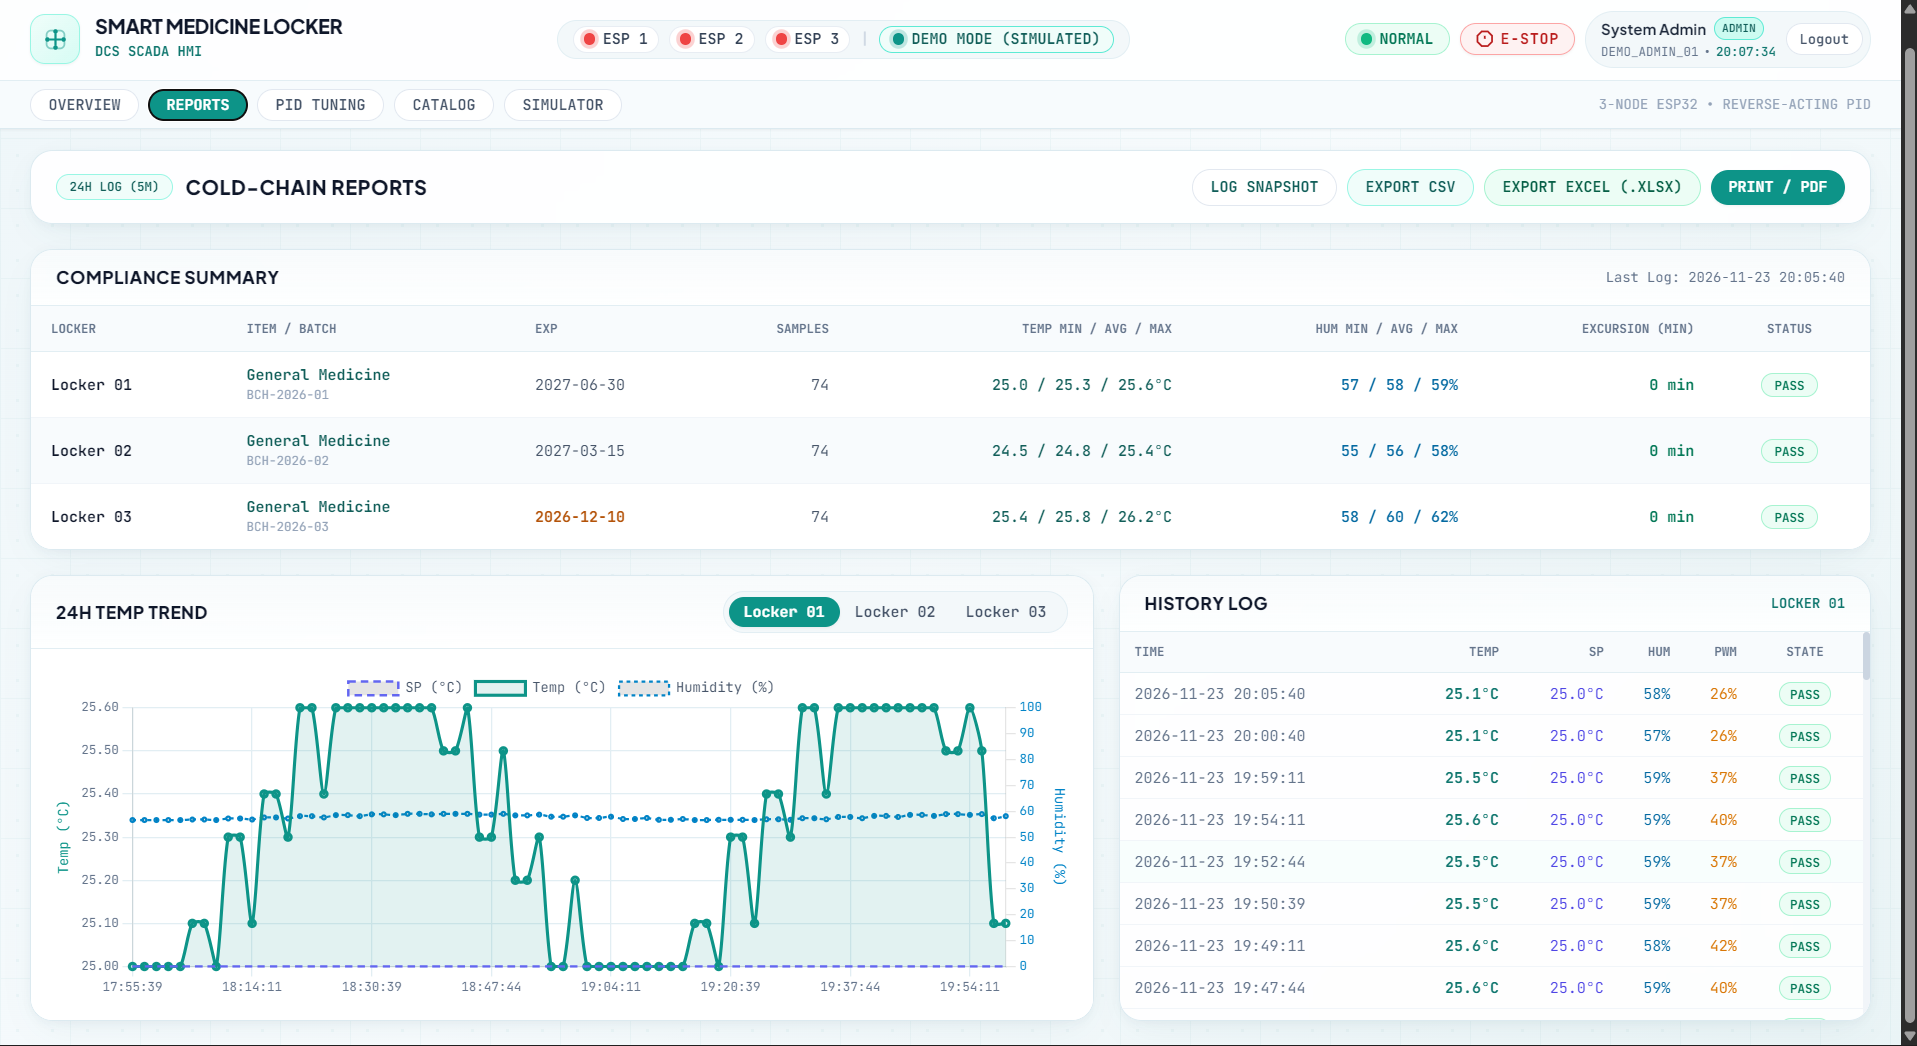 SMART MEDICINE LOCKER
DCS SCADA HMI
ESP 1
ESP 2
ESP 3
|
DEMO MODE (SIMULATED)
NORMAL
E-STOP
System Admin
ADMIN
DEMO_ADMIN_01 • 20:07:34
Logout
OVERVIEW
REPORTS
PID TUNING
CATALOG
SIMULATOR
3-NODE ESP32 • REVERSE-ACTING PID
24H LOG (5M)
COLD-CHAIN REPORTS
LOG SNAPSHOT
EXPORT CSV
EXPORT EXCEL (.XLSX)
PRINT / PDF
COMPLIANCE SUMMARY
Last Log: 2026-11-23 20:05:40
LOCKER ITEM / BATCH EXP SAMPLES TEMP MIN / AVG / MAX HUM MIN / AVG / MAX EXCURSION (MIN) STATUS
Locker 01 General Medicine 2027-06-30 74 25.0 / 25.3 / 25.6°C 57 / 58 / 59% 0 min PASS
BCH-2026-01
Locker 02 General Medicine 2027-03-15 74 24.5 / 24.8 / 25.4°C 55 / 56 / 58% 0 min PASS
BCH-2026-02
Locker 03 General Medicine 2026-12-10 74 25.4 / 25.8 / 26.2°C 58 / 60 / 62% 0 min PASS
BCH-2026-03
24H TEMP TREND
Locker 01
Locker 02
Locker 03
SP (°C)
Temp (°C)
Humidity (%)
25.60
25.50
25.40
25.30
25.20
25.10
25.00
Temp (°C)
100
90
80
70
60
50
40
30
20
10
0
Humidity (%)
17:55:39 18:14:11 18:30:39 18:47:44 19:04:11 19:20:39 19:37:44 19:54:11
HISTORY LOG
LOCKER 01
TIME TEMP SP HUM PWM STATE
2026-11-23 20:05:40 25.1°C 25.0°C 58% 26% PASS
2026-11-23 20:00:40 25.1°C 25.0°C 57% 26% PASS
2026-11-23 19:59:11 25.5°C 25.0°C 59% 37% PASS
2026-11-23 19:54:11 25.6°C 25.0°C 59% 40% PASS
2026-11-23 19:52:44 25.5°C 25.0°C 59% 37% PASS
2026-11-23 19:50:39 25.5°C 25.0°C 59% 37% PASS
2026-11-23 19:49:11 25.6°C 25.0°C 58% 42% PASS
2026-11-23 19:47:44 25.6°C 25.0°C 59% 40% PASS